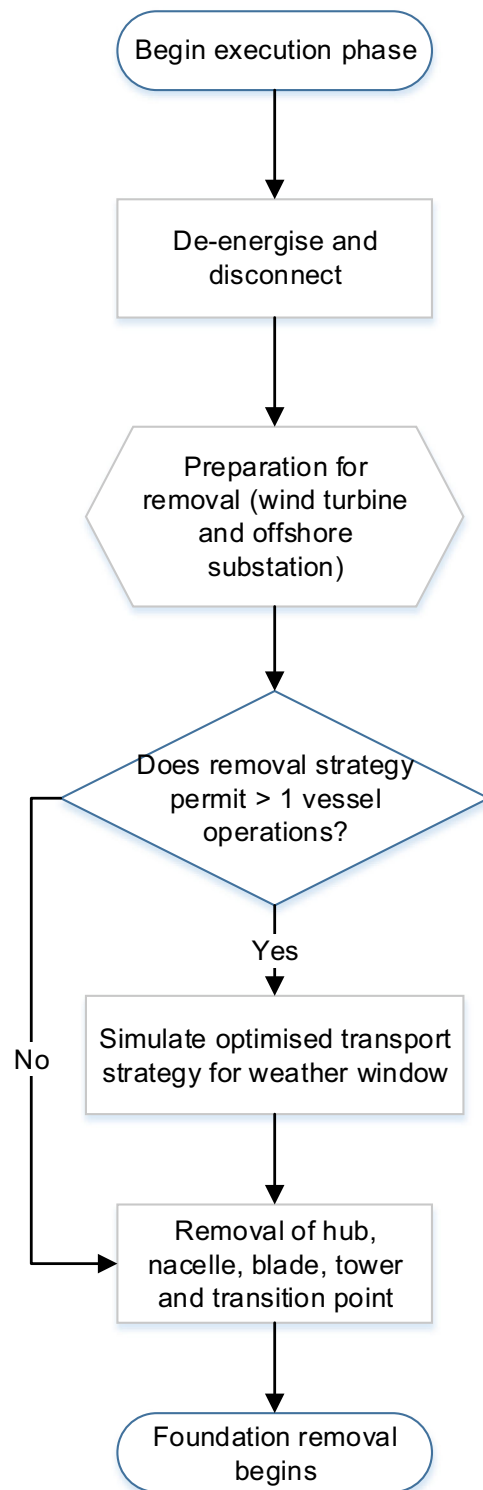 Begin execution phase
De-energise and
disconnect
Preparation for
removal (wind turbine
and offshore
substation)
Does removal strategy
permit > 1 vessel
operations?
Yes
Simulate optimised transport
strategy for weather window
No
Removal of hub,
nacelle, blade, tower
and transition point
Foundation removal
begins